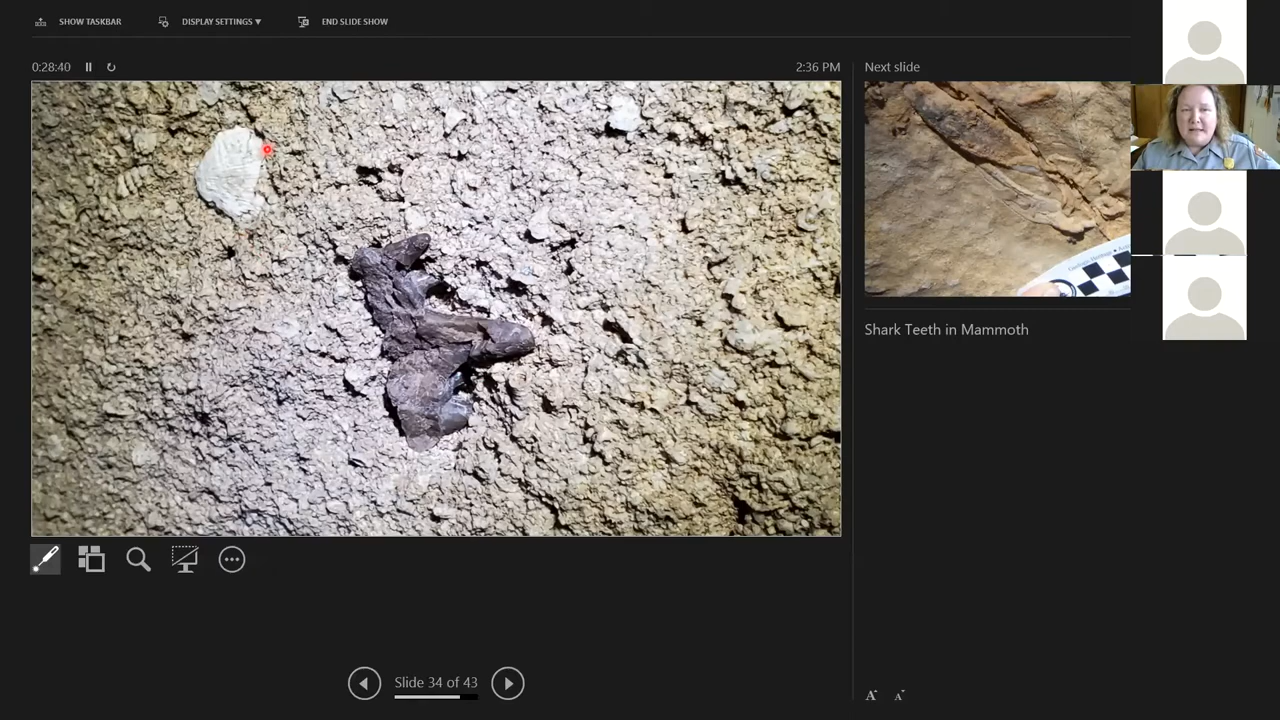 SHOW TASKBAR
DISPLAY SETTINGS ▼
END SLIDE SHOW
0:28:40
2:36 PM
Next slide
Shark Teeth in Mammoth
Slide 34 of 43
A A